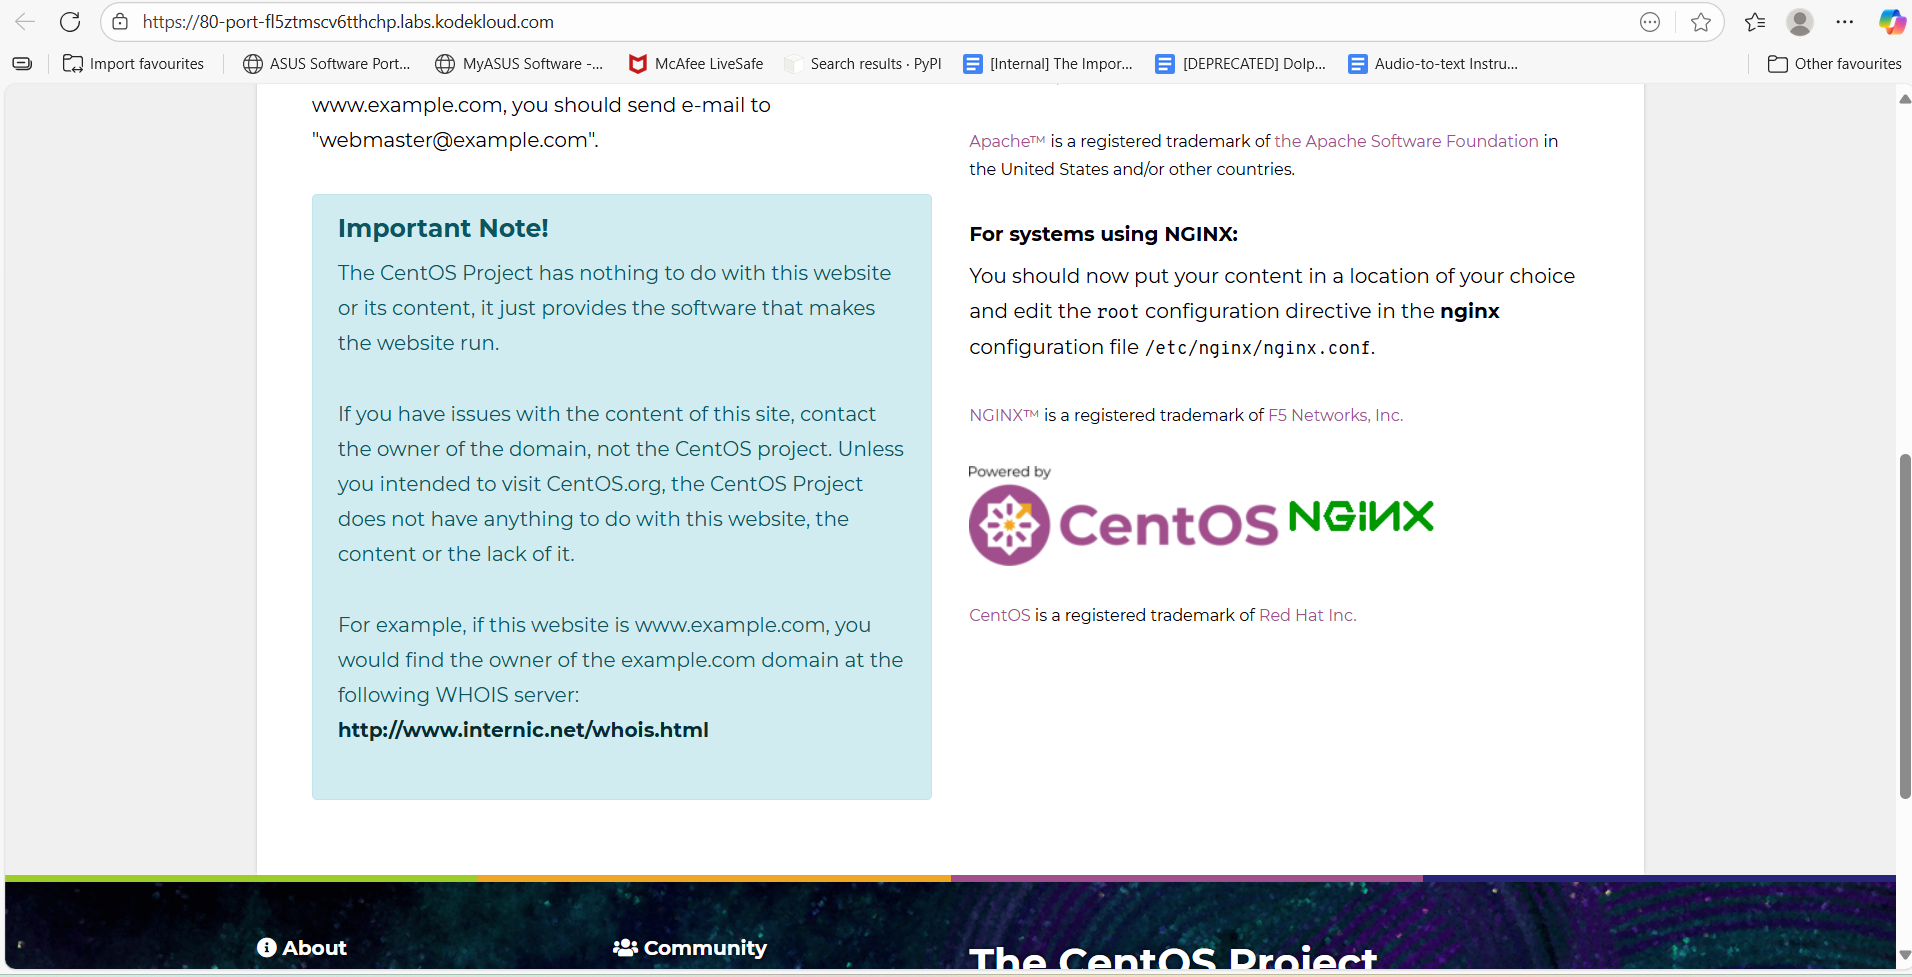 https://80-port-fl5ztmscv6tthchp.labs.kodekloud.com
Import favourites
ASUS Software Port...
MyASUS Software -...
McAfee LiveSafe
Search results · PyPI
[Internal] The Impor...
[DEPRECATED] Dolp...
Audio-to-text Instru...
Other favourites
www.example.com, you should send e-mail to
"webmaster@example.com".
Important Note!
The CentOS Project has nothing to do with this website
or its content, it just provides the software that makes
the website run.
If you have issues with the content of this site, contact
the owner of the domain, not the CentOS project. Unless
you intended to visit CentOS.org, the CentOS Project
does not have anything to do with this website, the
content or the lack of it.
For example, if this website is www.example.com, you
would find the owner of the example.com domain at the
following WHOIS server:
http://www.internic.net/whois.html
Apache™ is a registered trademark of the Apache Software Foundation in
the United States and/or other countries.
For systems using NGINX:
You should now put your content in a location of your choice
and edit the root configuration directive in the nginx
configuration file /etc/nginx/nginx.conf.
NGINX™ is a registered trademark of F5 Networks, Inc.
Powered by
CentOS NGINX
CentOS is a registered trademark of Red Hat Inc.
About
Community
The CentOS Project